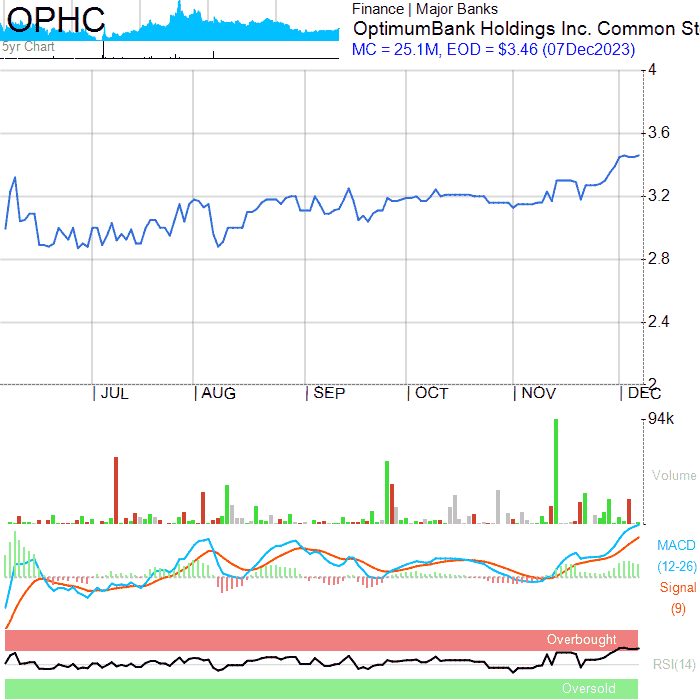 OPHC
5yr Chart
Finance | Major Banks
OptimumBank Holdings Inc. Common St
MC = 25.1M, EOD = $3.46 (07Dec2023)
4
3.6
3.2
2.8
2.4
2
JUL AUG SEP OCT NOV DEC
94k
Volume
MACD
(12-26)
Signal
(9)
Overbought
RSI(14)
Oversold